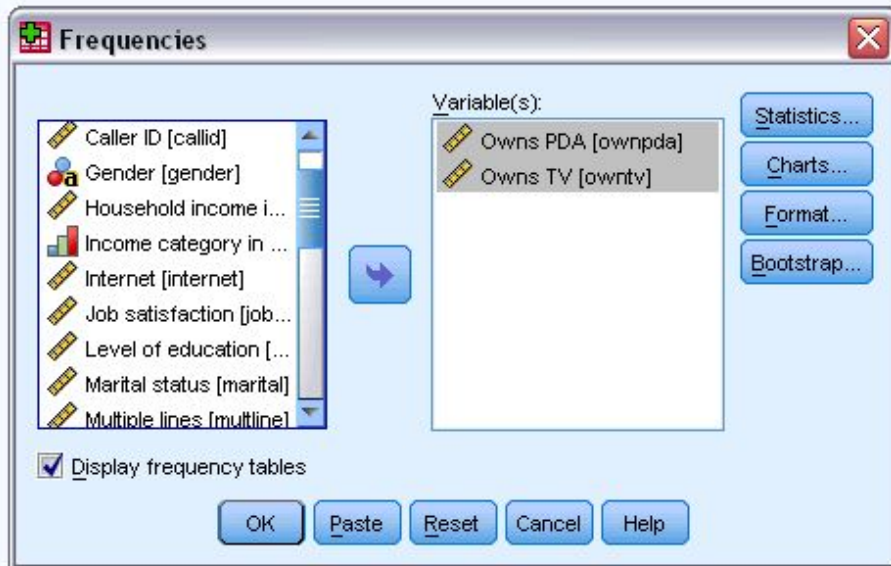 Frequencies
Caller ID [callid]
Gender [gender]
Household income i...
Income category in ...
Internet [internet]
Job satisfaction [job...
Level of education [...
Marital status [marital]
Multiple lines [multline]
Variable(s):
Owns PDA [ownpda]
Owns TV [owntv]
Statistics...
Charts...
Format...
Bootstrap...
Display frequency tables
OK
Paste
Reset
Cancel
Help